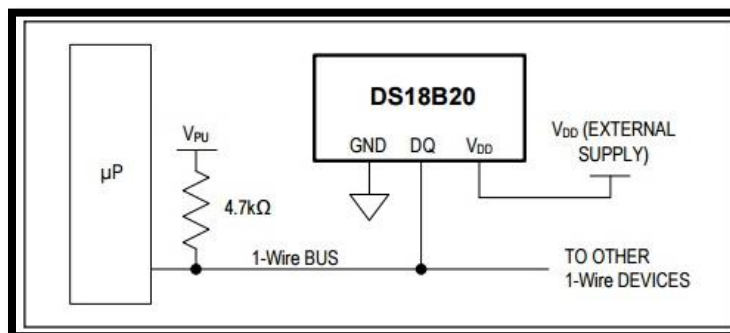 DS18B20
GND DQ VDD
VDD (EXTERNAL
SUPPLY)
VPU
µP
4.7kΩ
1-Wire BUS
TO OTHER
1-Wire DEVICES